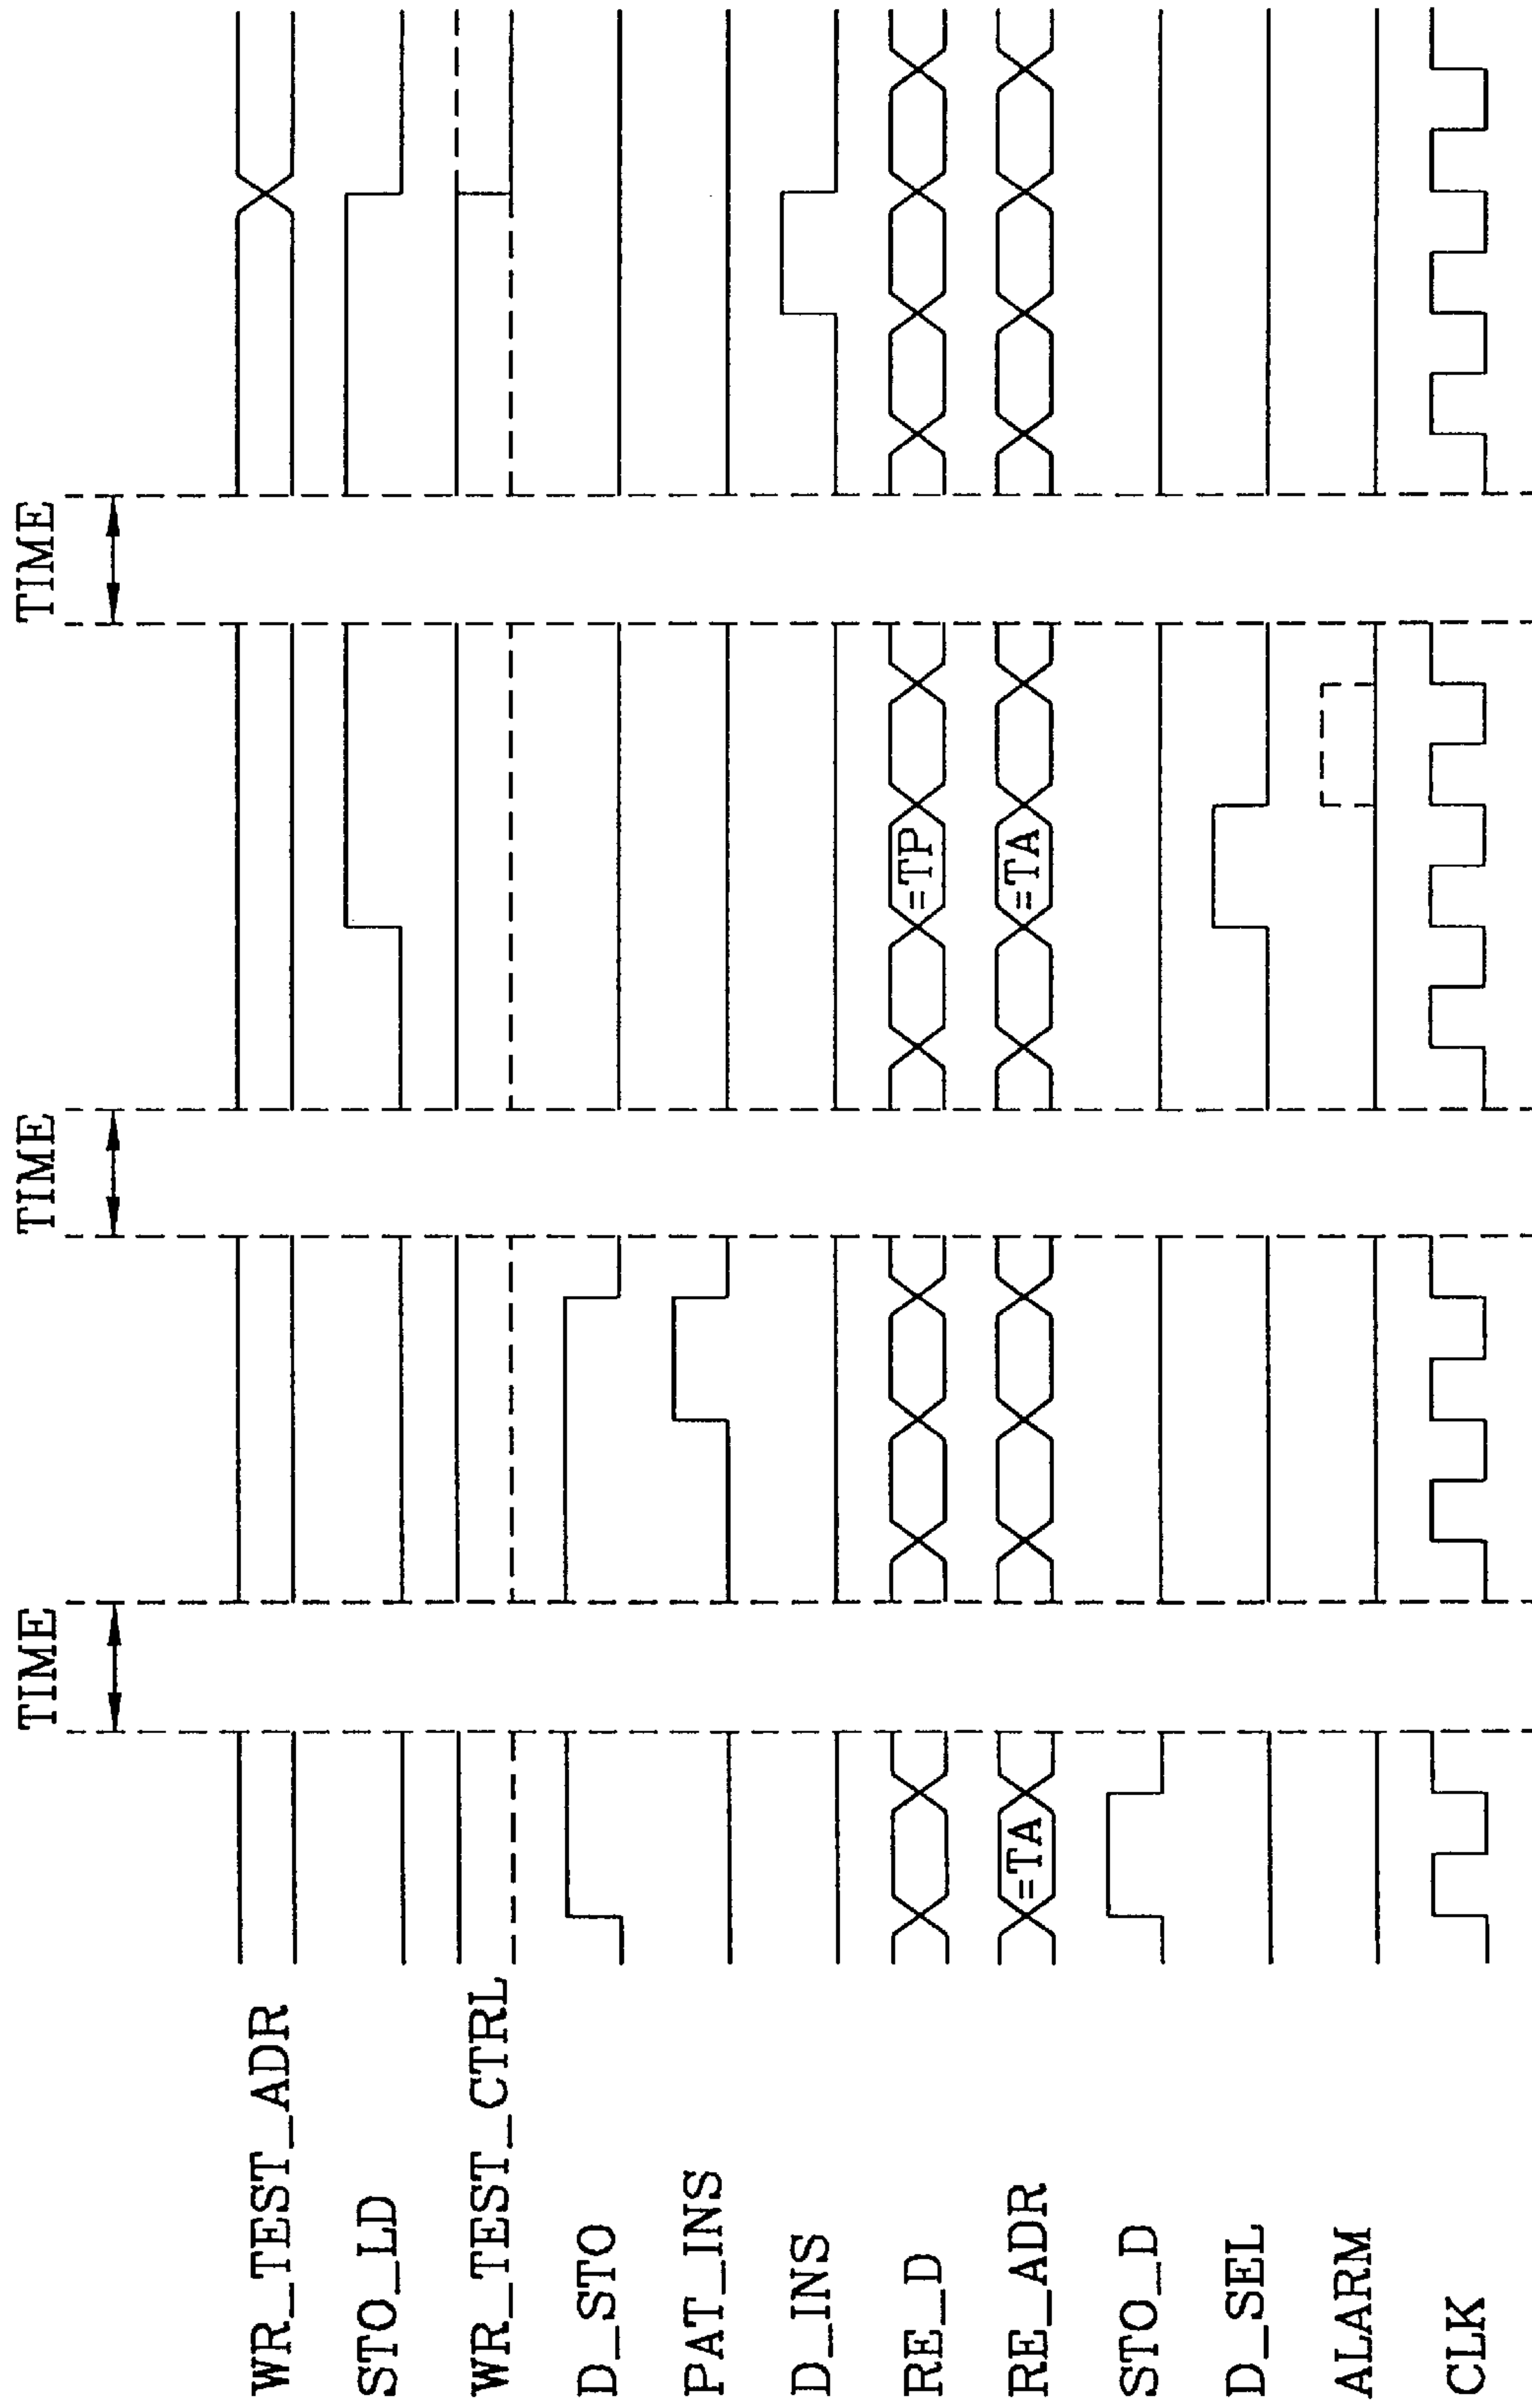 TIME
TIME
TIME
WR_TEST_ADR
STO_LD
WR_TEST_CTRL
D_STO
PAT_INS
D_INS
RE_D
=TP
RE_ADR
=TA
=TA
STO_D
D_SEL
ALARM
CLK